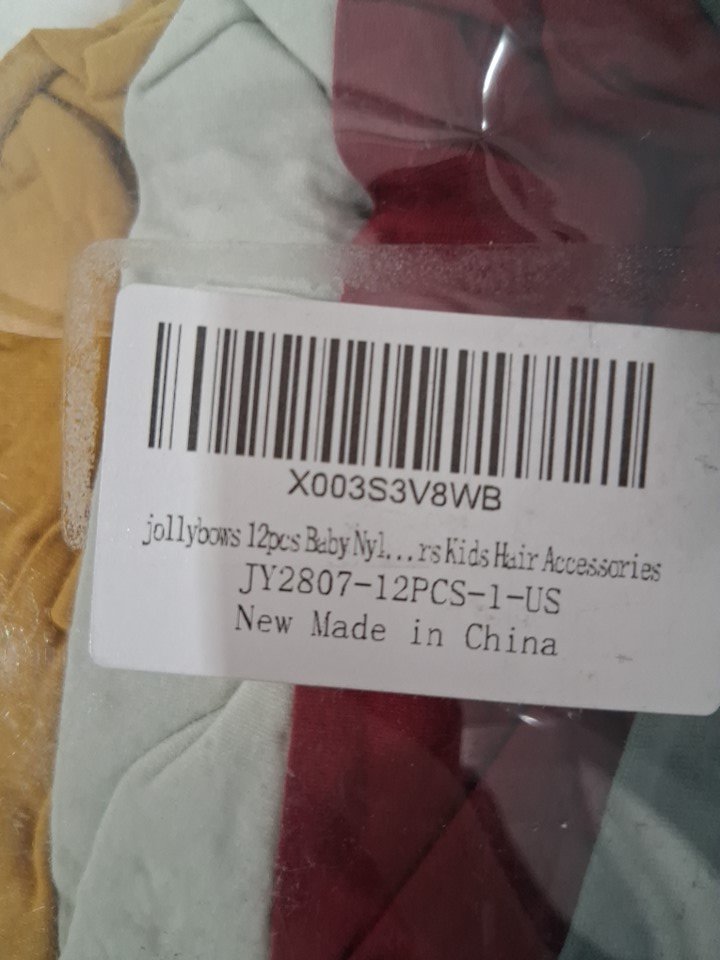 X003S3V8WB
jollybows 12pcs Baby Nyl...rs Kids Hair Accessories
JY2807-12PCS-1-US
New Made in China